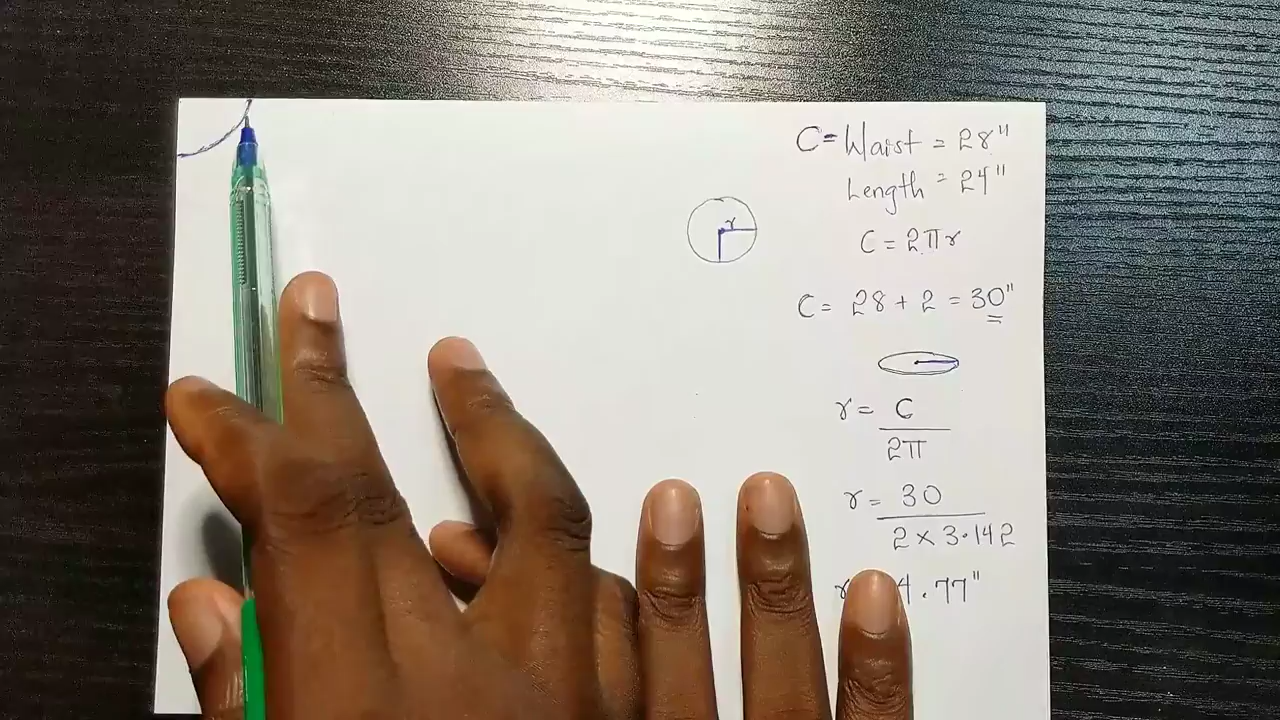 C = Waist = 28"
Length = 24"
r
C = 2πr
C = 28 + 2 = 30"
r = C
2π
r = 30
2 x 3.142
r 4.77"